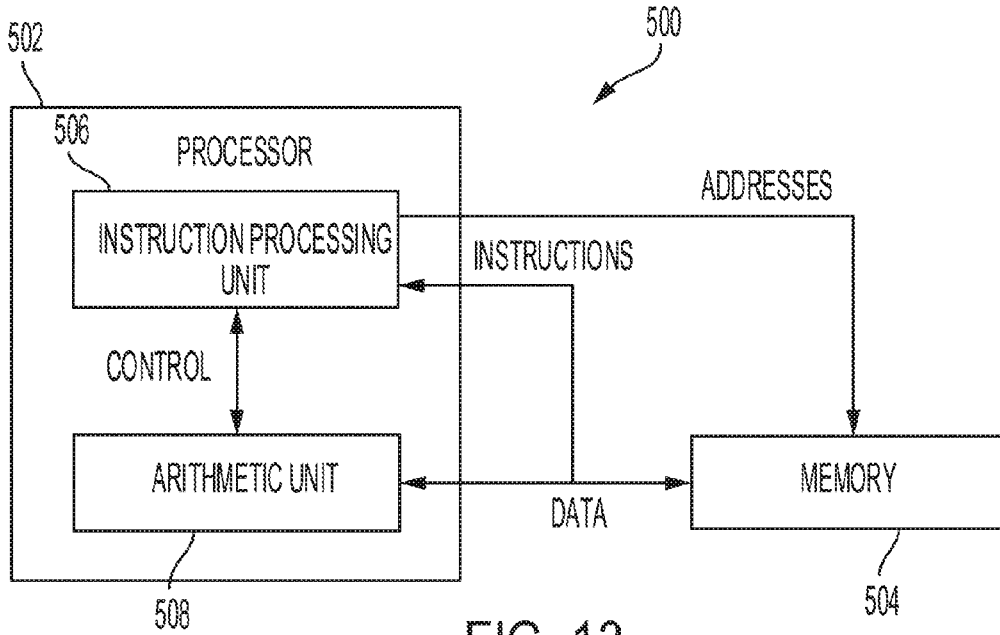 502
500
506
PROCESSOR
ADDRESSES
INSTRUCTION PROCESSING
UNIT
INSTRUCTIONS
CONTROL
ARITHMETIC UNIT
MEMORY
DATA
508
504